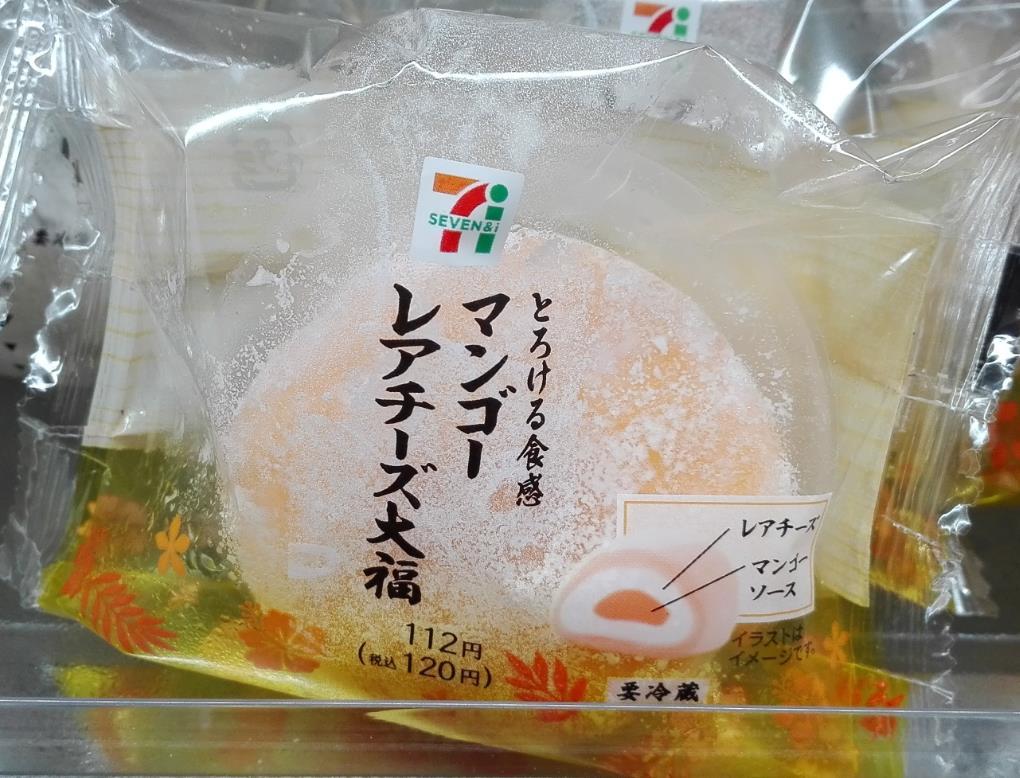 SEVEN&i
とろける食感
マンゴー
レアチーズ大福
レアチーズ
マンゴー
ソース
イラストは
イメージです。
112円
(税込120円)
要冷蔵